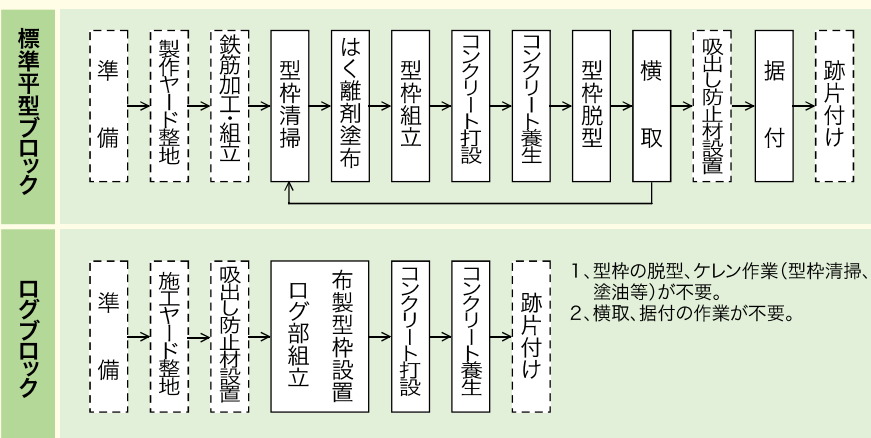 標準平型ブロック
準備
製作ヤード整地
鉄筋加工・組立
型枠清掃
はく離剤塗布
型枠組立
コンクリート打設
コンクリート養生
型枠脱型
横取
吸出し防止材設置
据付
跡片付け
ログブロック
準備
施工ヤード整地
吸出し防止材設置
布製型枠設置
ログ部組立
コンクリート打設
コンクリート養生
跡片付け
1、型枠の脱型、ケレン作業(型枠清掃、
塗油等)が不要。
2、横取、据付の作業が不要。